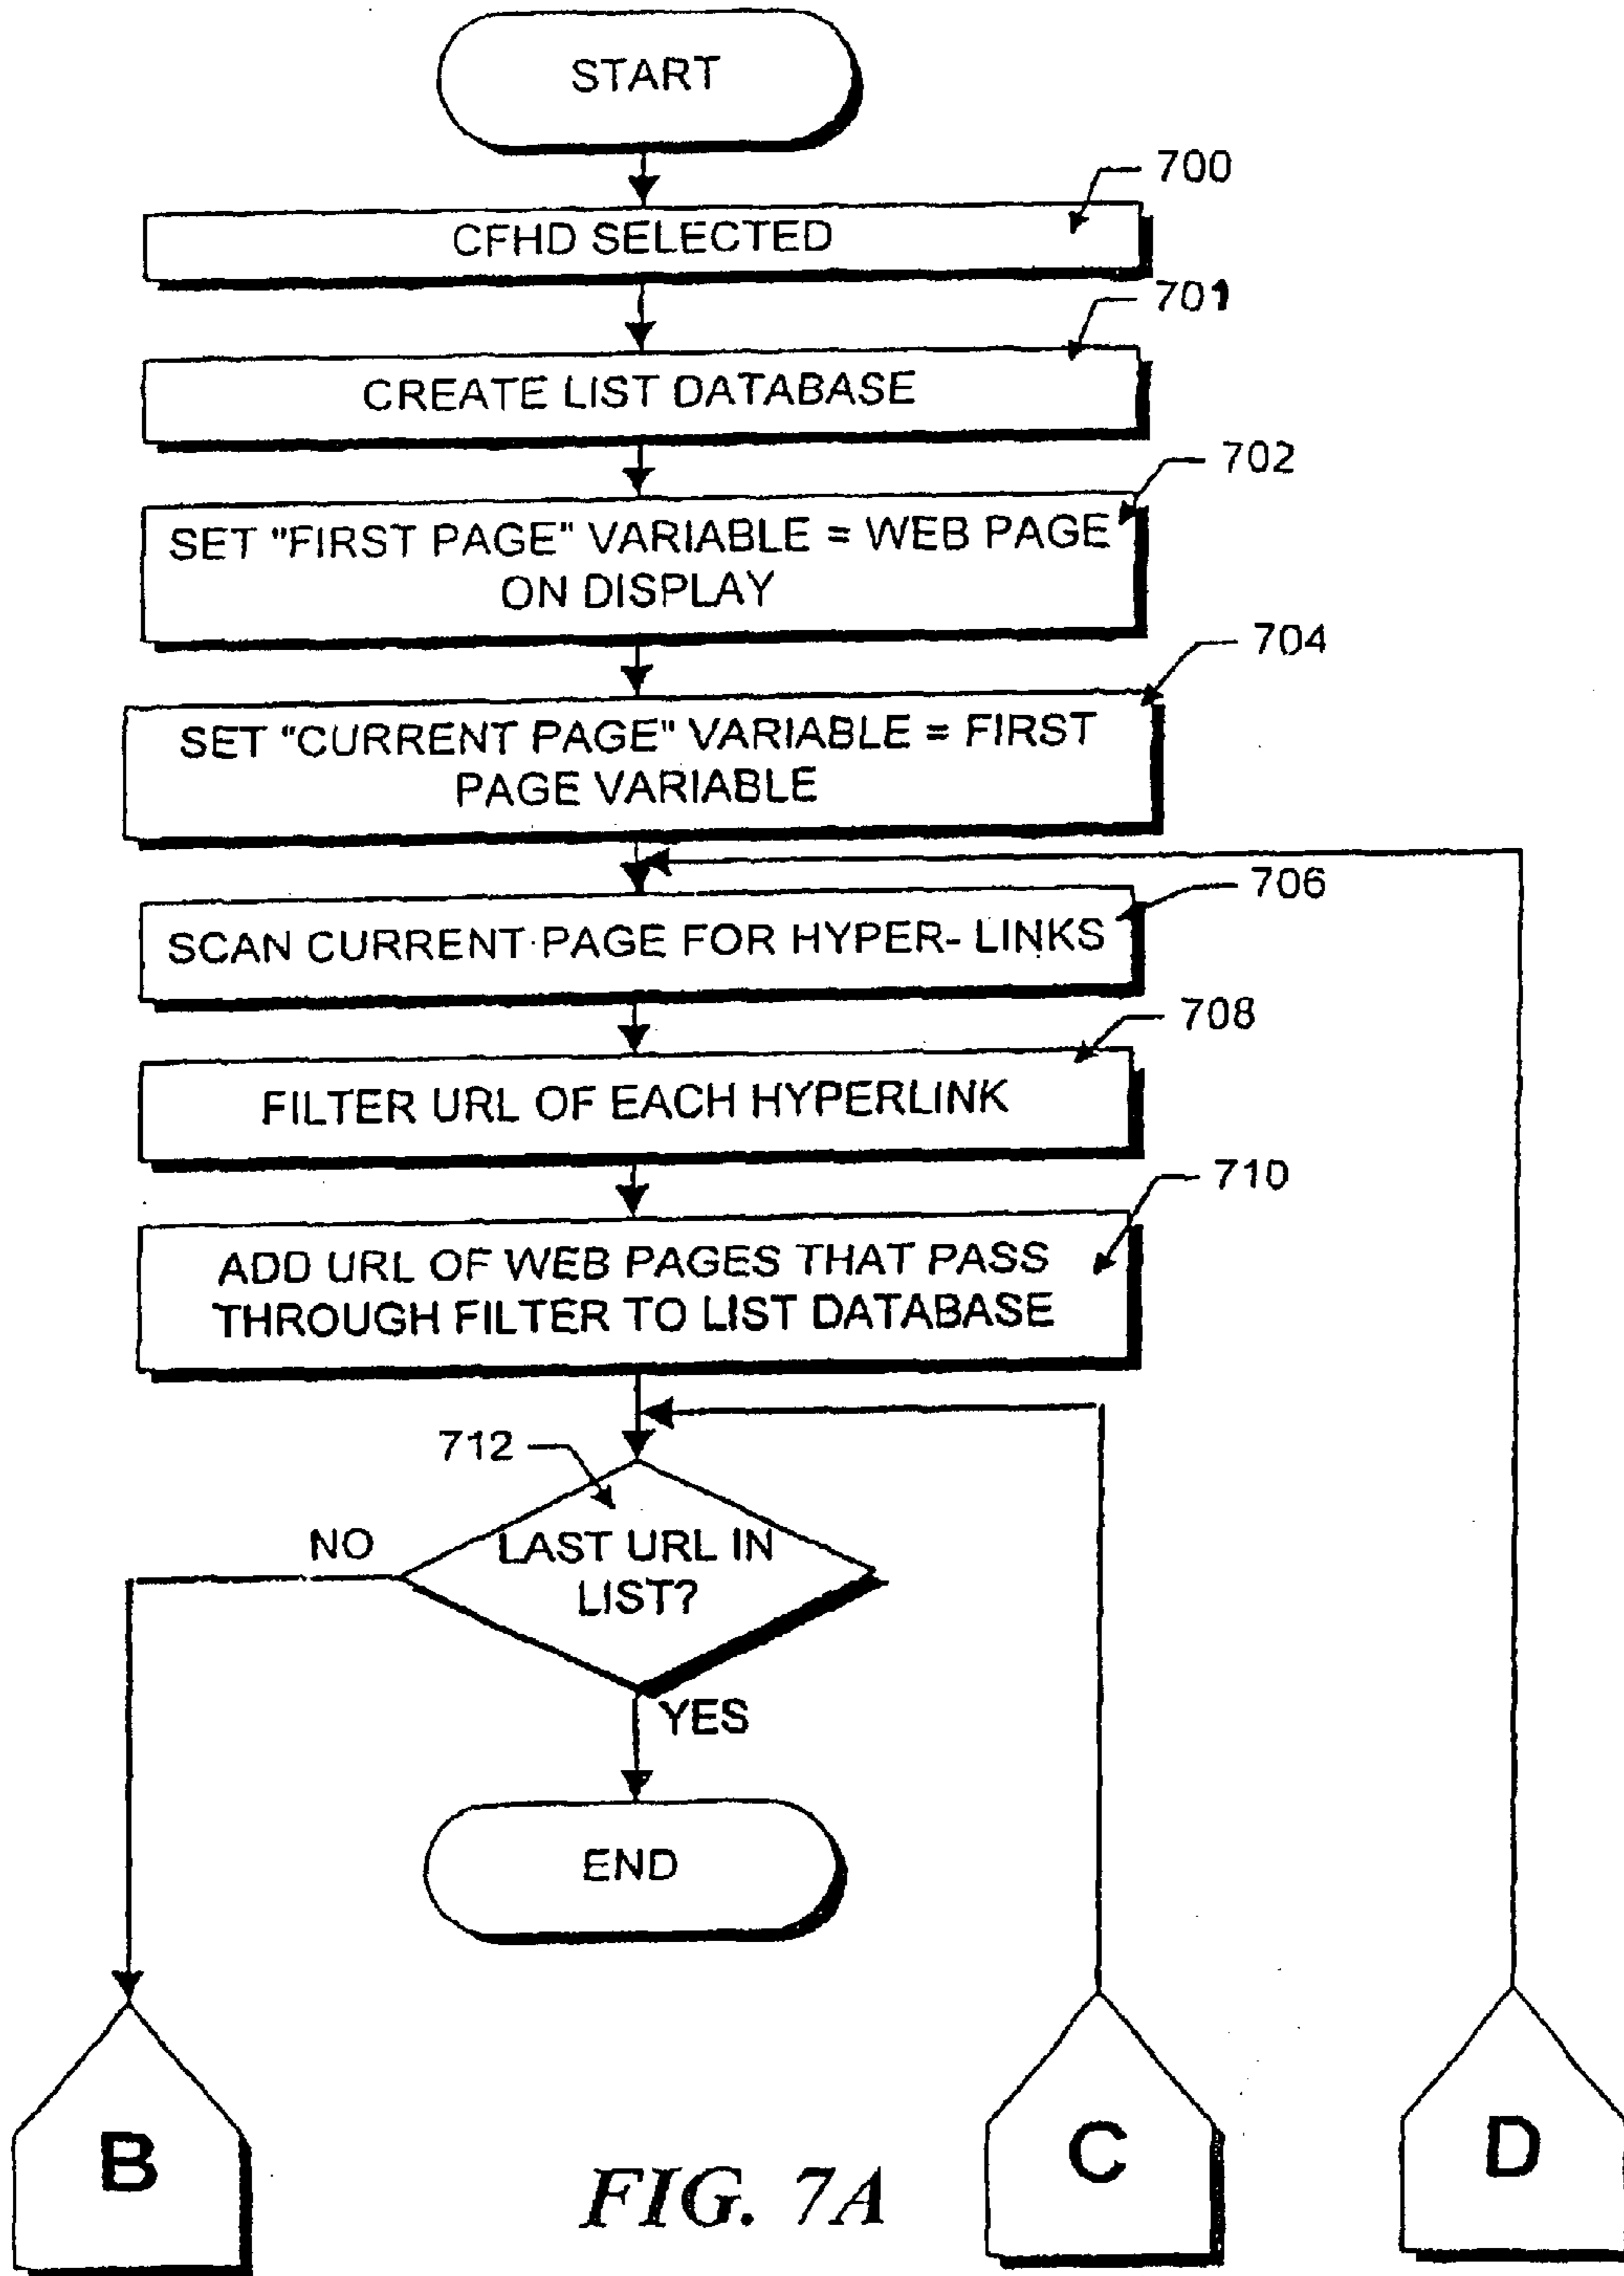 START
700
CFHD SELECTED
701
CREATE LIST DATABASE
702
SET "FIRST PAGE" VARIABLE = WEB PAGE
ON DISPLAY
704
SET "CURRENT PAGE" VARIABLE = FIRST
PAGE VARIABLE
706
SCAN CURRENT PAGE FOR HYPER- LINKS
708
FILTER URL OF EACH HYPERLINK
710
ADD URL OF WEB PAGES THAT PASS
THROUGH FILTER TO LIST DATABASE
712
NO
LAST URL IN
LIST?
YES
END
B
C
D
FIG. 7A